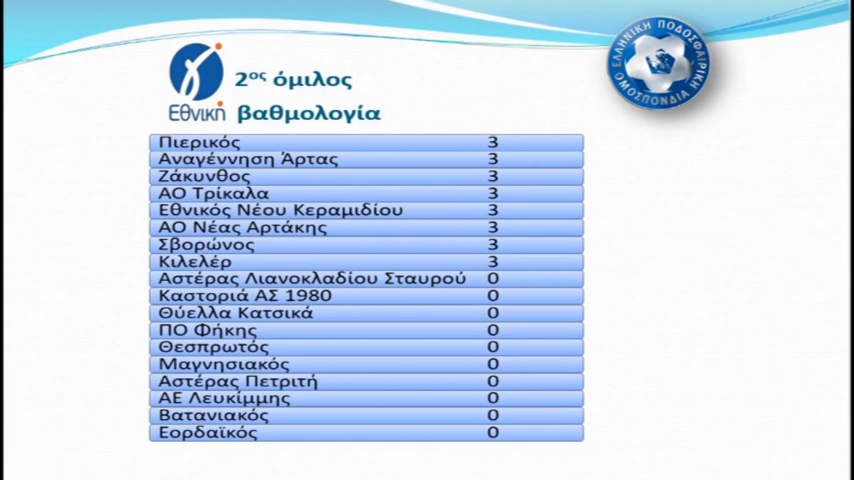 ΕΛΛΗΝΙΚΗ ΠΟΔΟΣΦΑΙΡΙΚΗ ΟΜΟΣΠΟΝΔΙΑ
Εθνική
2ος όμιλος
βαθμολογία
Πιερικός 3
Αναγέννηση Άρτας 3
Ζάκυνθος 3
ΑΟ Τρίκαλα 3
Εθνικός Νέου Κεραμιδίου 3
ΑΟ Νέας Αρτάκης 3
Σβορώνος 3
Κιλελέρ 3
Αστέρας Λιανοκλαδίου Σταυρού 0
Καστοριά ΑΣ 1980 0
Θύελλα Κατσικά 0
ΠΟ Φήκης 0
Θεσπρωτός 0
Μαγνησιακός 0
Αστέρας Πετριτή 0
ΑΕ Λευκίμμης 0
Βατανιακός 0
Εορδαϊκός 0